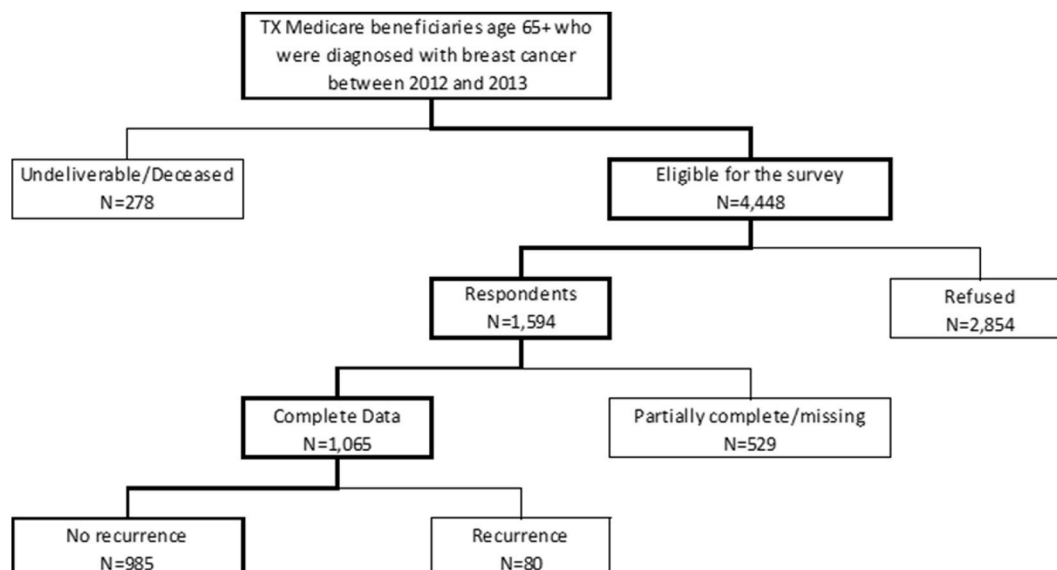 TX Medicare beneficiaries age 65+ who
were diagnosed with breast cancer
between 2012 and 2013
Undeliverable/Deceased
N=278
Eligible for the survey
N=4,448
Respondents
N=1,594
Refused
N=2,854
Complete Data
N=1,065
Partially complete/missing
N=529
No recurrence
N=985
Recurrence
N=80